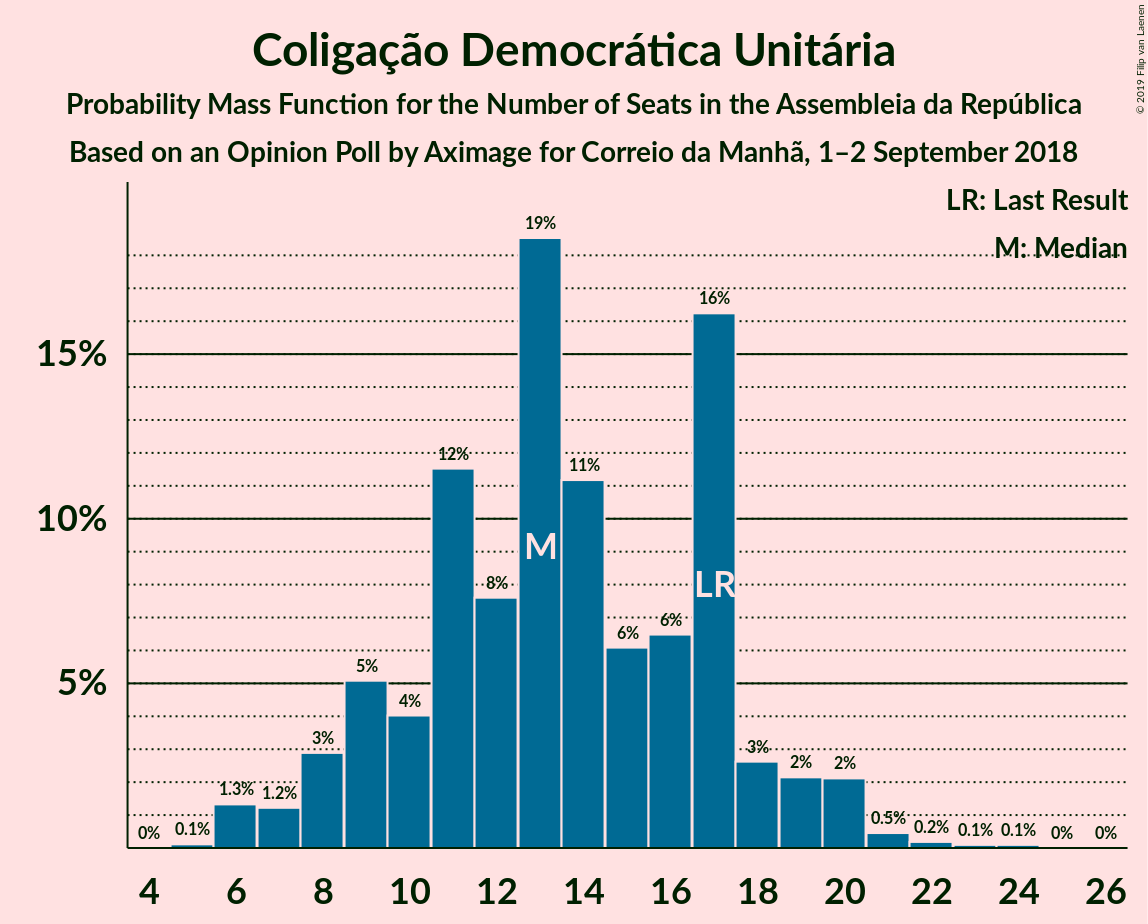 Coligação Democrática Unitária
Probability Mass Function for the Number of Seats in the Assembleia da República
Based on an Opinion Poll by Aximage for Correio da Manhã, 1–2 September 2018
© 2019 Filip van Laenen
LR: Last Result
M: Median
15%
10%
5%
0%
0.1%
1.3%
1.2%
3%
5%
4%
12%
8%
19%
11%
6%
6%
16%
3%
2%
2%
0.5%
0.2%
0.1%
0.1%
0%
0%
M
LR
4 6 8 10 12 14 16 18 20 22 24 26